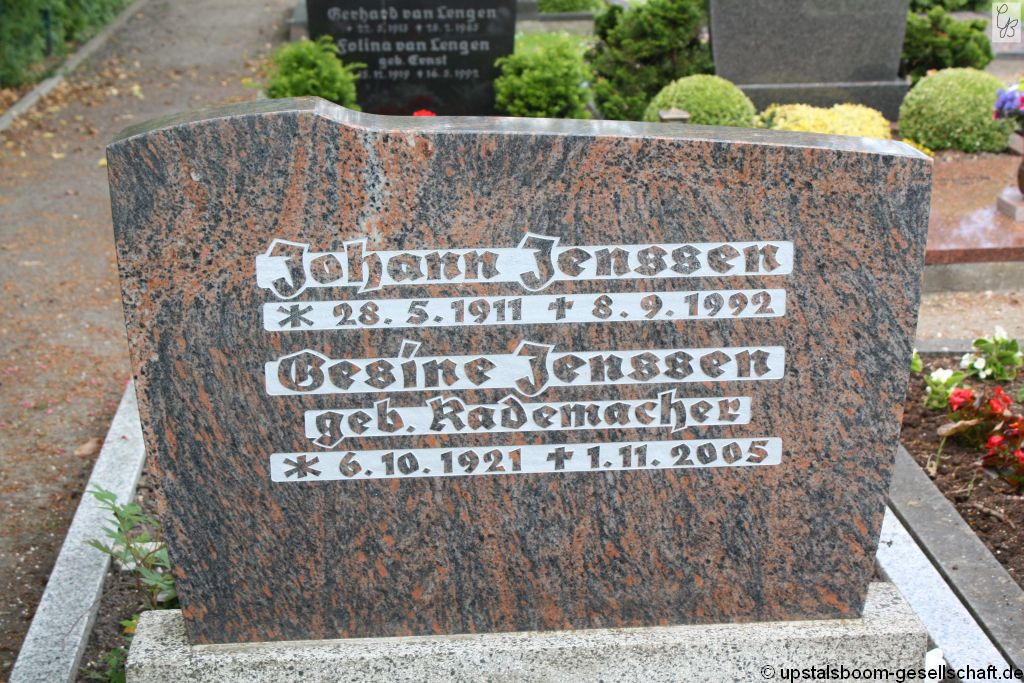 Gerhard van Lengen
Folina van Lengen
geb. Ernst
Johann Jenssen
* 28. 5. 1911 ✝ 8. 9. 1992
Gesine Jenssen
geb. Rademacher
* 6. 10. 1921 ✝ 1. 11. 2005
© upstalsboom-gesellschaft.de